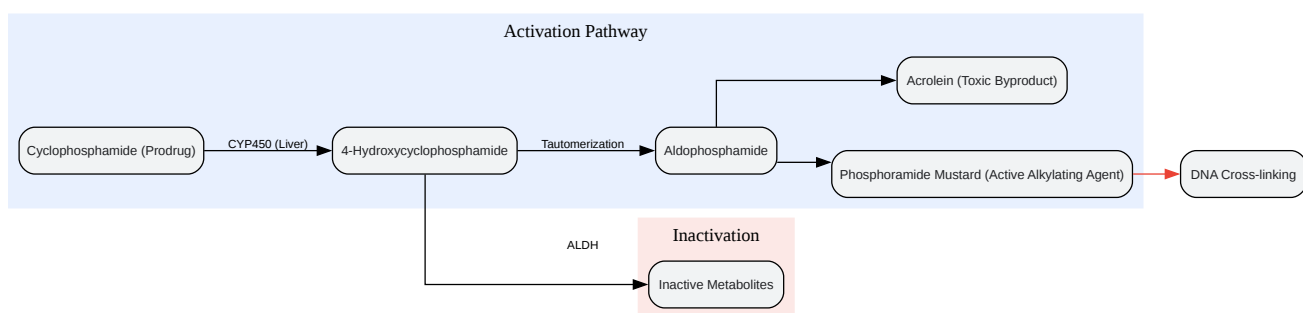 Activation Pathway
Acrolein (Toxic Byproduct)
Cyclophosphamide (Prodrug)
CYP450 (Liver)
4-Hydroxycyclophosphamide
Tautomerization
Aldophosphamide
Phosphoramide Mustard (Active Alkylating Agent)
DNA Cross-linking
ALDH
Inactivation
Inactive Metabolites